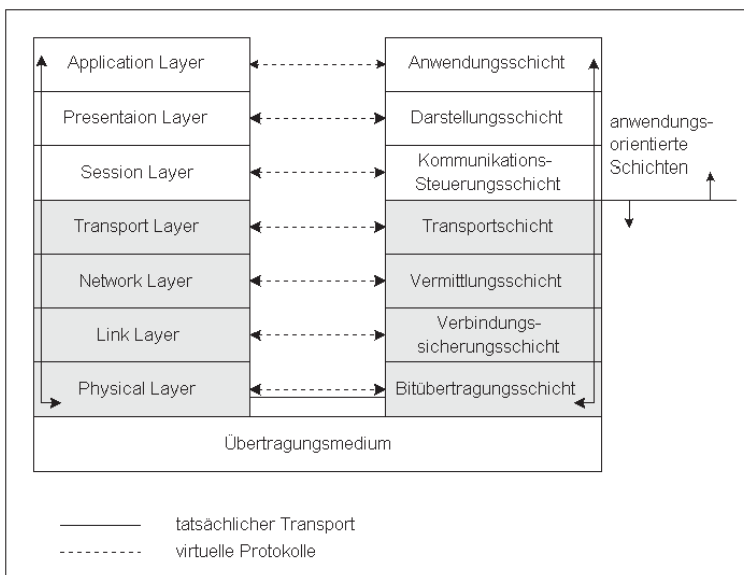 Application Layer
Anwendungsschicht
Presentaion Layer
Darstellungsschicht
anwendungs-
orientierte
Schichten
Session Layer
Kommunikations-
Steuerungsschicht
Transport Layer
Transportschicht
Network Layer
Vermittlungsschicht
Link Layer
Verbindungs-
sicherungsschicht
Physical Layer
Bitübertragungsschicht
Übertragungsmedium
tatsächlicher Transport
virtuelle Protokolle